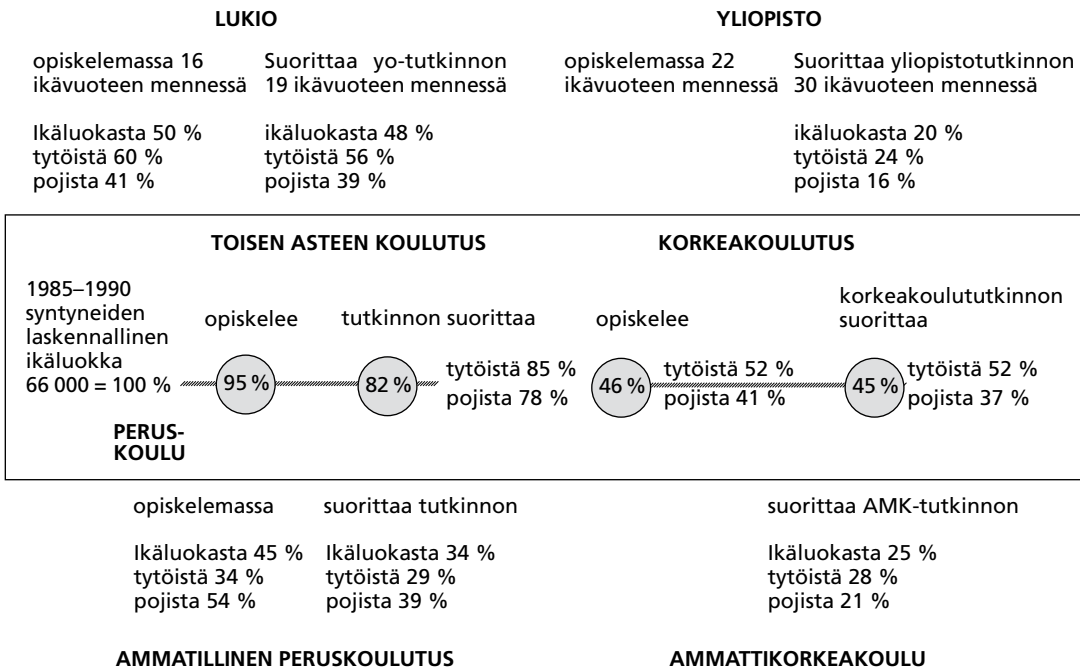 LUKIO
opiskelemassa 16
ikävuoteen mennessä
Ikäluokasta 50 %
tytöistä 60 %
pojista 41 %
Suorittaa yo-tutkinnon
19 ikävuoteen mennessä
ikäluokasta 48 %
tytöistä 56 %
pojista 39 %
YLIOPISTO
opiskelemassa 22
ikävuoteen mennessä
Suorittaa yliopistotutkinnon
30 ikävuoteen mennessä
ikäluokasta 20 %
tytöistä 24 %
pojista 16 %
TOISEN ASTEEN KOULUTUS
KORKEAKOULUTUS
1985–1990
syntyneiden
laskennallinen
ikäluokka
66 000 = 100 %
PERUS-
KOULU
opiskelee
95 %
tutkinnon suorittaa
82 %
tytöistä 85 %
pojista 78 %
opiskelee
46 %
tytöistä 52 %
pojista 41 %
korkeakoulututkinnon
suorittaa
45 %
tytöistä 52 %
pojista 37 %
opiskelemassa
Ikäluokasta 45 %
tytöistä 34 %
pojista 54 %
suorittaa tutkinnon
Ikäluokasta 34 %
tytöistä 29 %
pojista 39 %
AMMATILLINEN PERUSKOULUTUS
suorittaa AMK-tutkinnon
Ikäluokasta 25 %
tytöistä 28 %
pojista 21 %
AMMATTIKORKEAKOULU